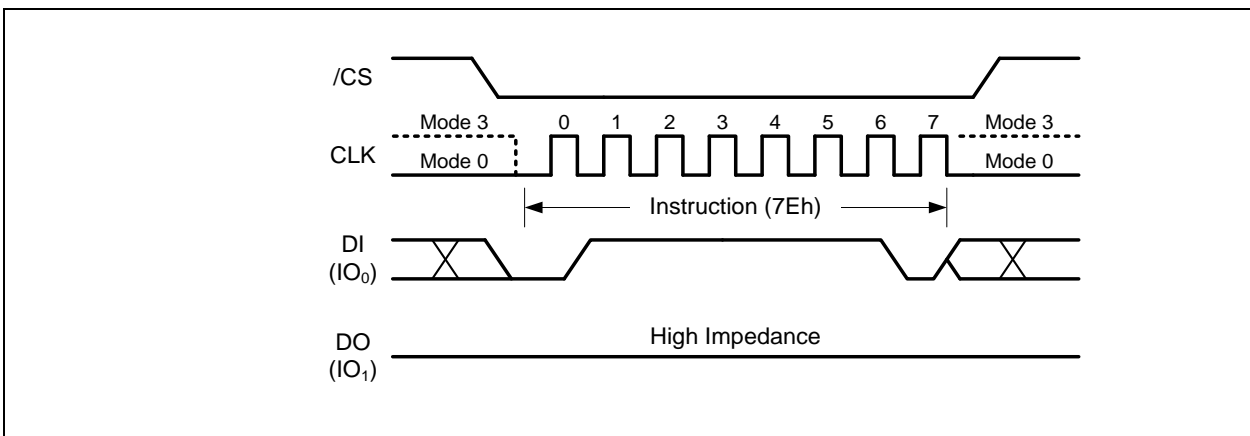 /CS
Mode 3 0 1 2 3 4 5 6 7 Mode 3
CLK Mode 0 Mode 0
Instruction (7Eh)
DI
(IO₀)
High Impedance
DO
(IO₁)